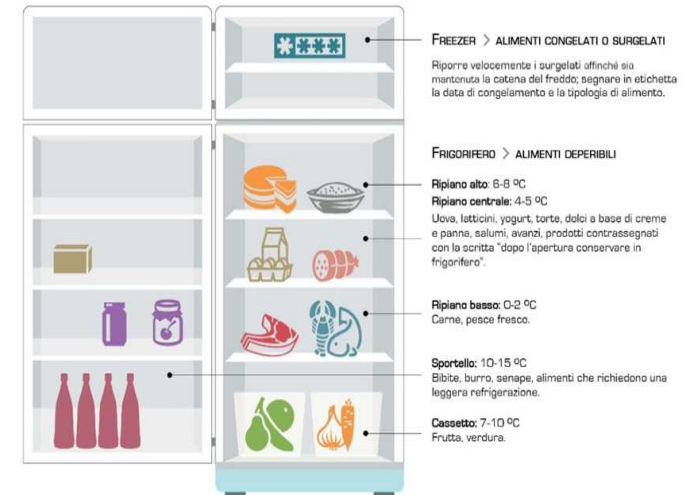 FREEZER > ALIMENTI CONGELATI O SURGELATI
Riporre velocemente i surgelati affinché sia
mantenuta la catena del freddo; segnare in etichetta
la data di congelamento e la tipologia di alimento.
FRIGORIFERO > ALIMENTI DEPERIBILI
Ripiano alto: 6-8 ºC
Ripiano centrale: 4-5 ºC
Uova, latticini, yogurt, torte, dolci a base di creme
e panna, salumi, avanzi, prodotti contrassegnati
con la scritta "dopo l'apertura conservare in
frigorifero".
Ripiano basso: 0-2 ºC
Carne, pesce fresco.
Sportello: 10-15 ºC
Bibite, burro, senape, alimenti che richiedono una
leggera refrigerazione.
Cassetto: 7-10 ºC
Frutta, verdura.